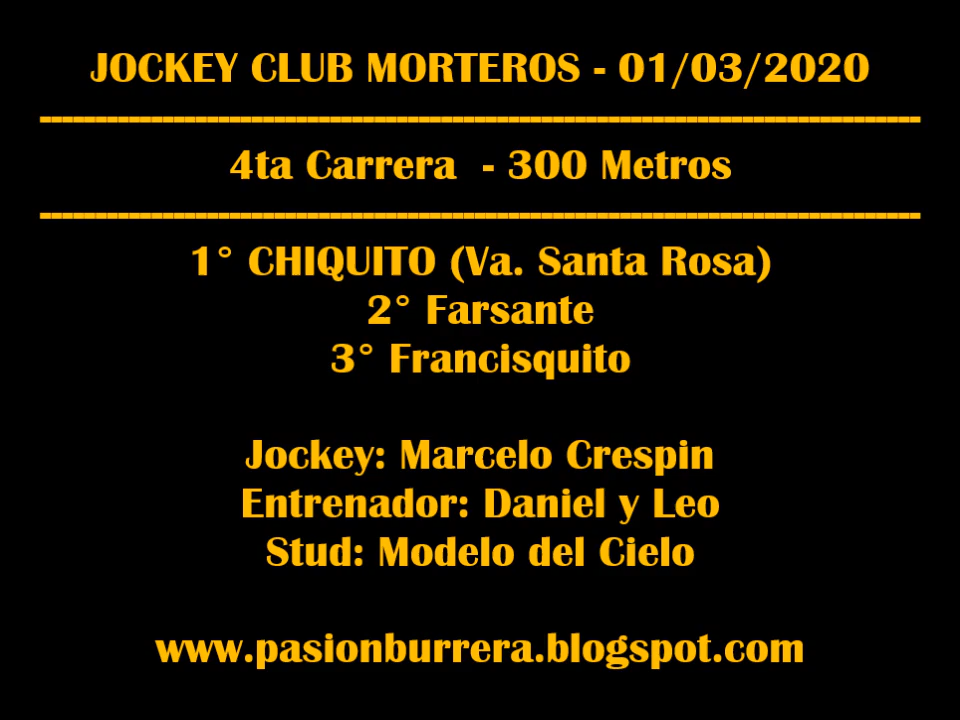 JOCKEY CLUB MORTEROS - 01/03/2020
--------------------------------------------------------------------------------
4ta Carrera - 300 Metros
--------------------------------------------------------------------------------
1° CHIQUITO (Va. Santa Rosa)
2° Farsante
3° Francisquito
Jockey: Marcelo Crespin
Entrenador: Daniel y Leo
Stud: Modelo del Cielo
www.pasionburrera.blogspot.com